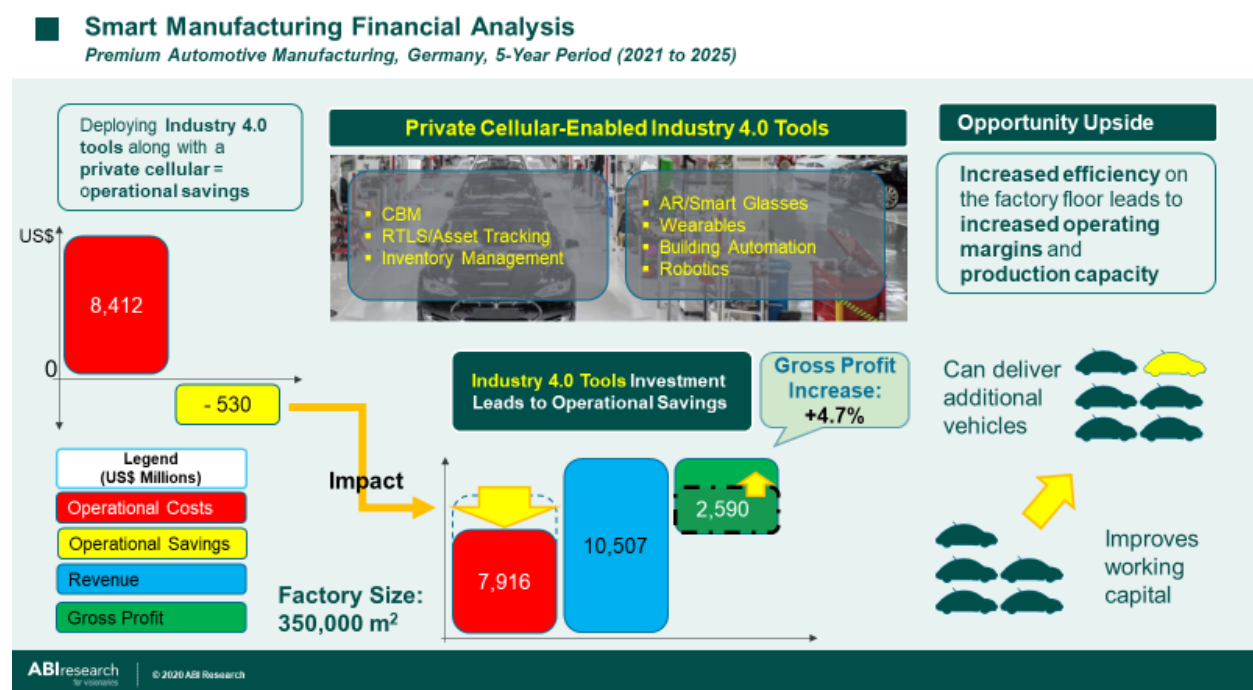 Smart Manufacturing Financial Analysis
Premium Automotive Manufacturing, Germany, 5-Year Period (2021 to 2025)
Deploying Industry 4.0
tools along with a
private cellular =
operational savings
Private Cellular-Enabled Industry 4.0 Tools
▪ CBM
▪ RTLS/Asset Tracking
▪ Inventory Management
▪ AR/Smart Glasses
▪ Wearables
▪ Building Automation
▪ Robotics
Opportunity Upside
Increased efficiency on
the factory floor leads to
increased operating
margins and
production capacity
US$
8,412
0
- 530
Legend
(US$ Millions)
Operational Costs
Operational Savings
Revenue
Gross Profit
Impact
Industry 4.0 Tools Investment
Leads to Operational Savings
Gross Profit
Increase:
+4.7%
7,916
10,507
2,590
Factory Size:
350,000 m²
Can deliver
additional
vehicles
Improves
working
capital
ABIresearch
for visionaries
© 2020 ABI Research